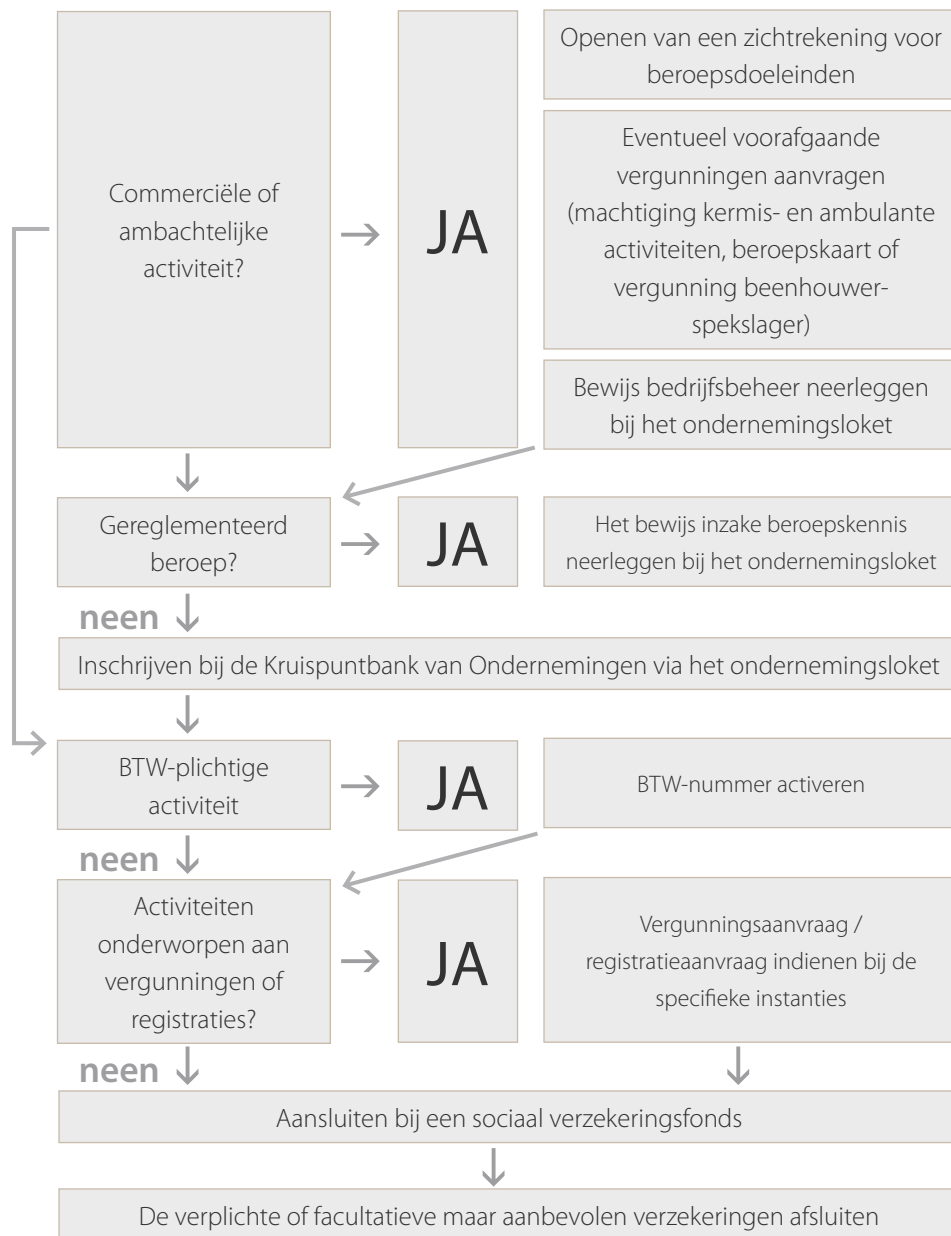 Commerciële of
ambachtelijke
activiteit?
JA
Openen van een zichtrekening voor
beroepsdoeleinden
Eventueel voorafgaande
vergunningen aanvragen
(machtiging kermis- en ambulante
activiteiten, beroepskaart of
vergunning beenhouwer-
spekslager)
Bewijs bedrijfsbeheer neerleggen
bij het ondernemingsloket
Gereglementeerd
beroep?
JA
Het bewijs inzake beroepskennis
neerleggen bij het ondernemingsloket
neen
Inschrijven bij de Kruispuntbank van Ondernemingen via het ondernemingsloket
BTW-plichtige
activiteit
JA
BTW-nummer activeren
neen
Activiteiten
onderworpen aan
vergunningen of
registraties?
JA
Vergunningsaanvraag /
registratieaanvraag indienen bij de
specifieke instanties
neen
Aansluiten bij een sociaal verzekeringsfonds
De verplichte of facultatieve maar aanbevolen verzekeringen afsluiten